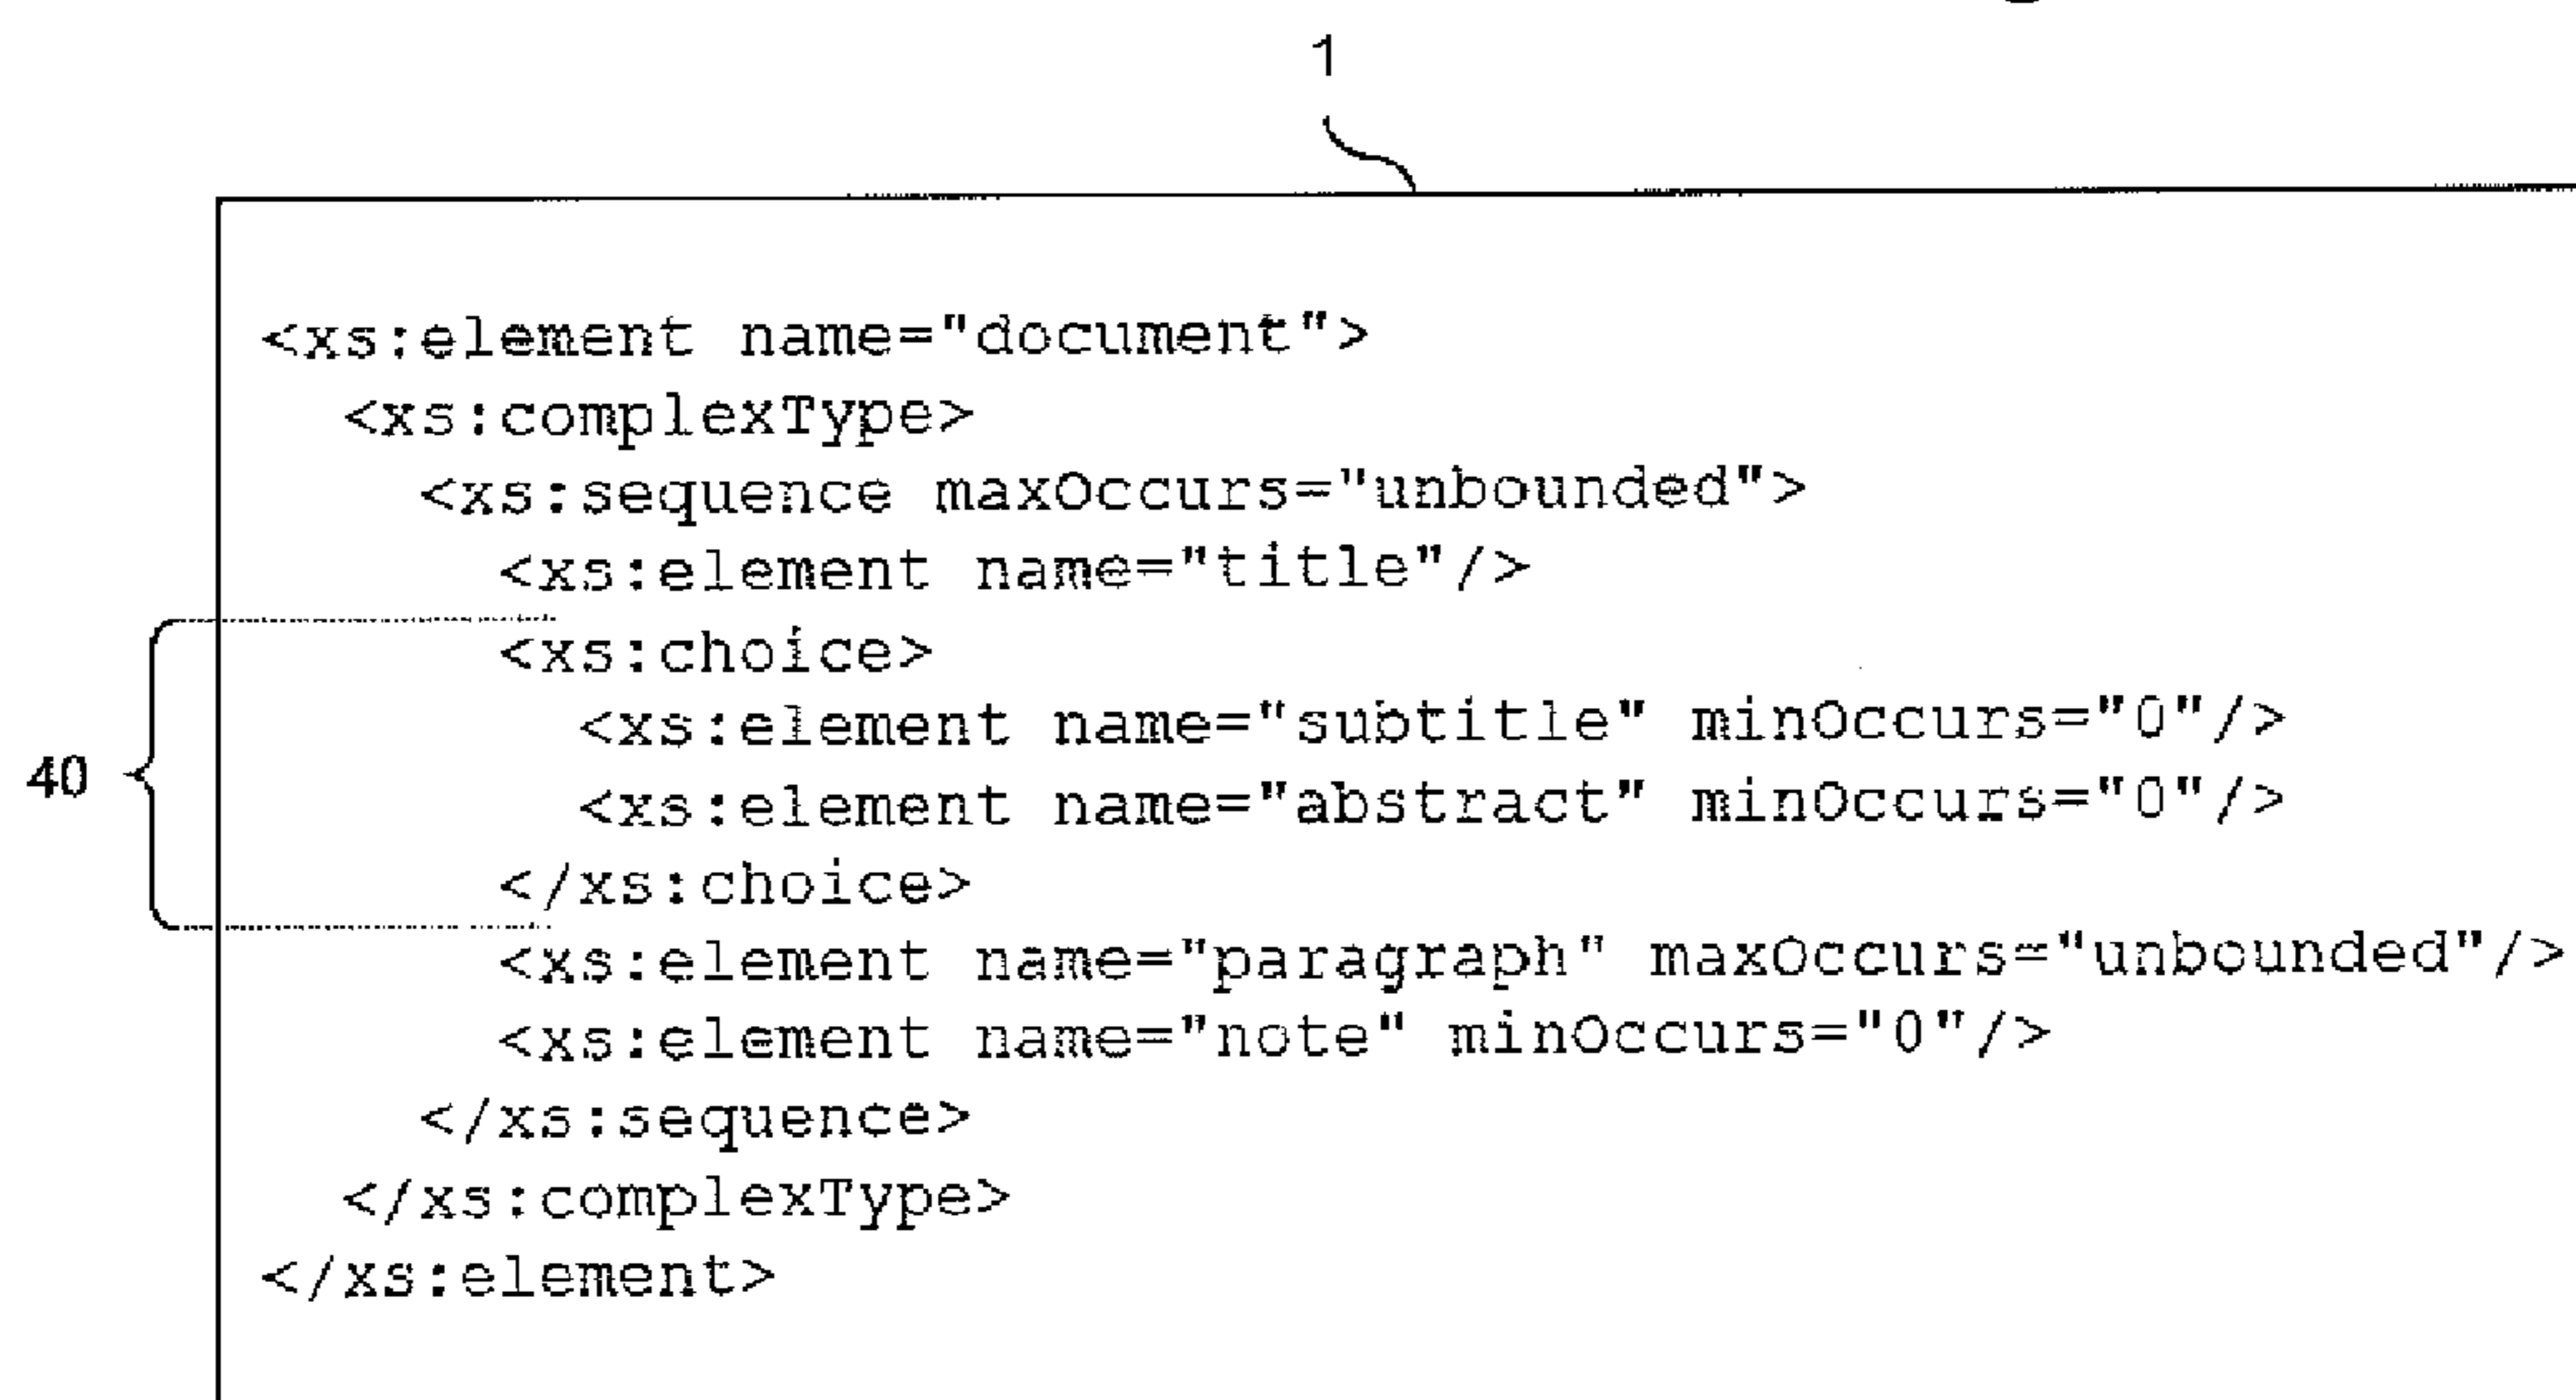 1
<xs:element name="document">
<xs:complexType>
<xs:sequence maxOccurs="unbounded">
<xs:element name="title"/>
<xs:choice>
<xs:element name="subtitle" minOccurs="0"/>
<xs:element name="abstract" minOccurs="0"/>
40
</xs:choice>
<xs:element name="paragraph" maxOccurs="unbounded"/>
<xs:element name="note" minOccurs="0"/>
</xs:sequence>
</xs:complexType>
</xs:element>